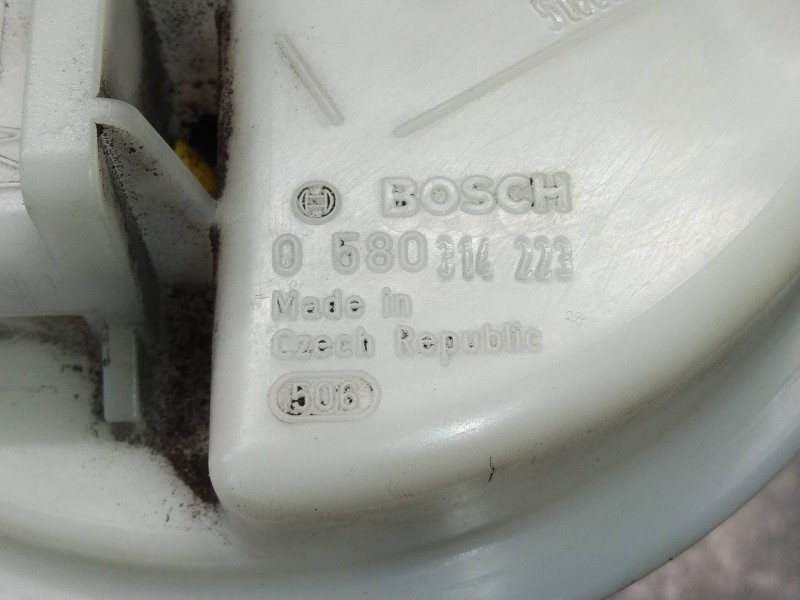 BOSCH
0 580 314 223
Made in
Czech Republic
506